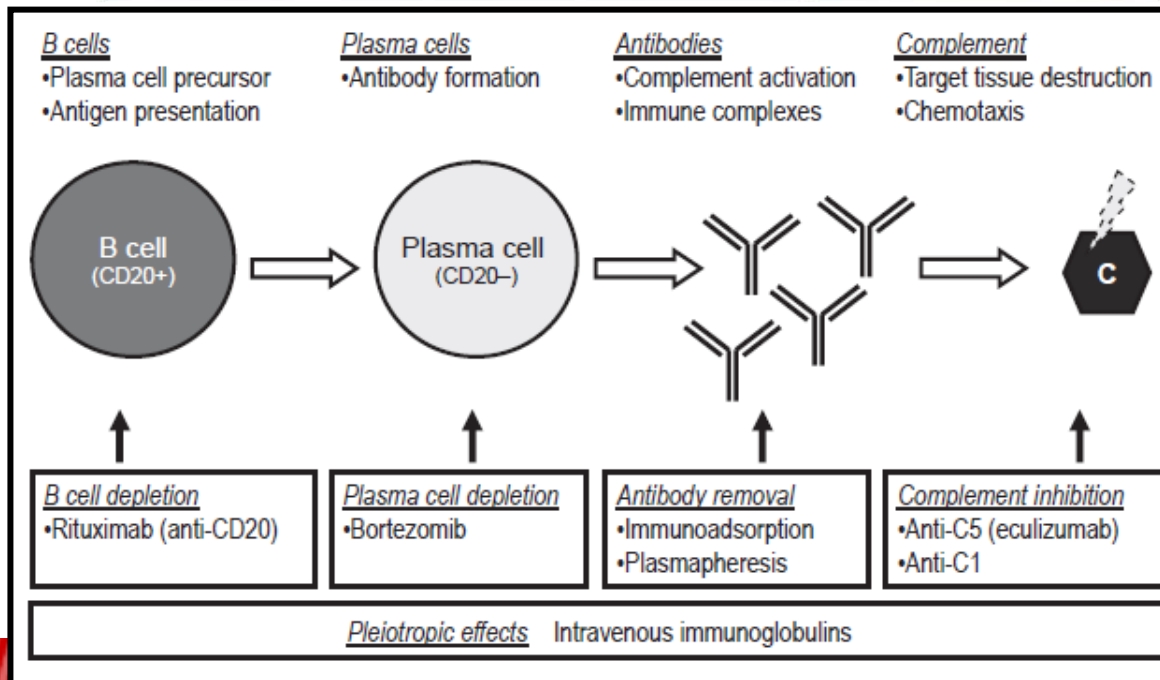 B cells
•Plasma cell precursor
•Antigen presentation
Plasma cells
•Antibody formation
Antibodies
•Complement activation
•Immune complexes
Complement
•Target tissue destruction
•Chemotaxis
B cell
(CD20+)
Plasma cell
(CD20–)
C
B cell depletion
•Rituximab (anti-CD20)
Plasma cell depletion
•Bortezomib
Antibody removal
•Immunoadsorption
•Plasmapheresis
Complement inhibition
•Anti-C5 (eculizumab)
•Anti-C1
Pleiotropic effects Intravenous immunoglobulins